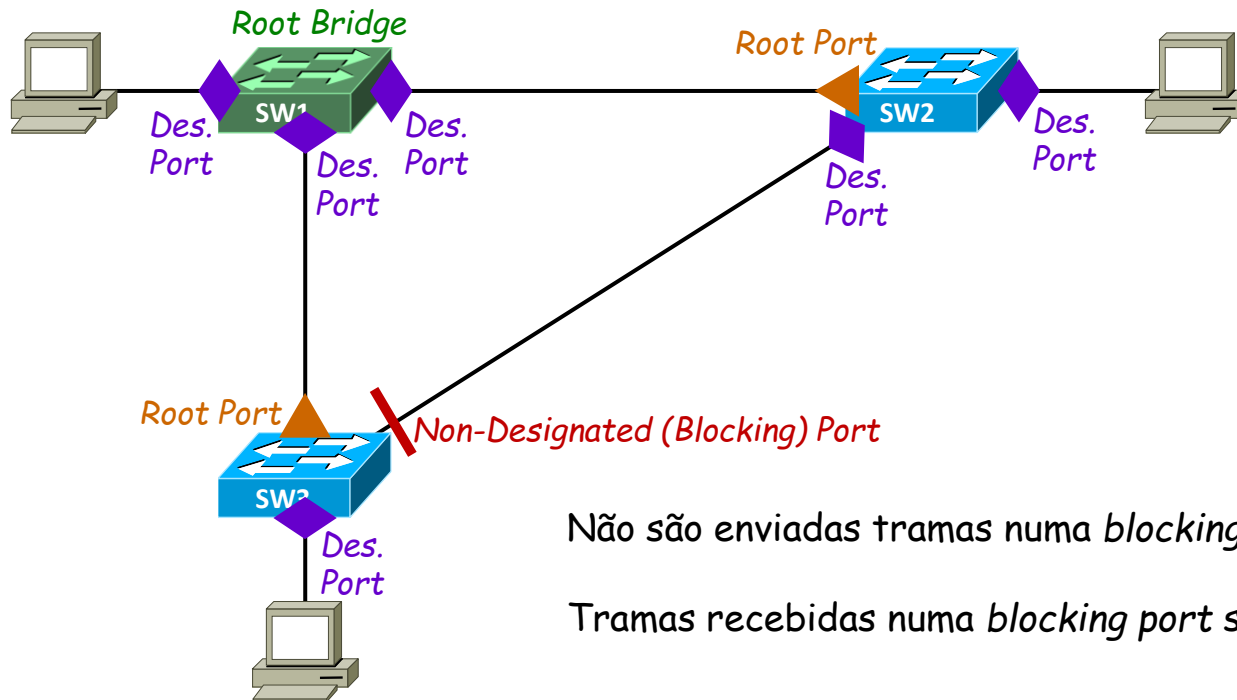 Root Bridge
Root Port
SW1
SW2
Des.
Port
Des.
Port
Des.
Port
Des.
Port
Des.
Port
Root Port
Non-Designated (Blocking) Port
SW3
Des.
Port
Não são enviadas tramas numa blocking
Tramas recebidas numa blocking port s